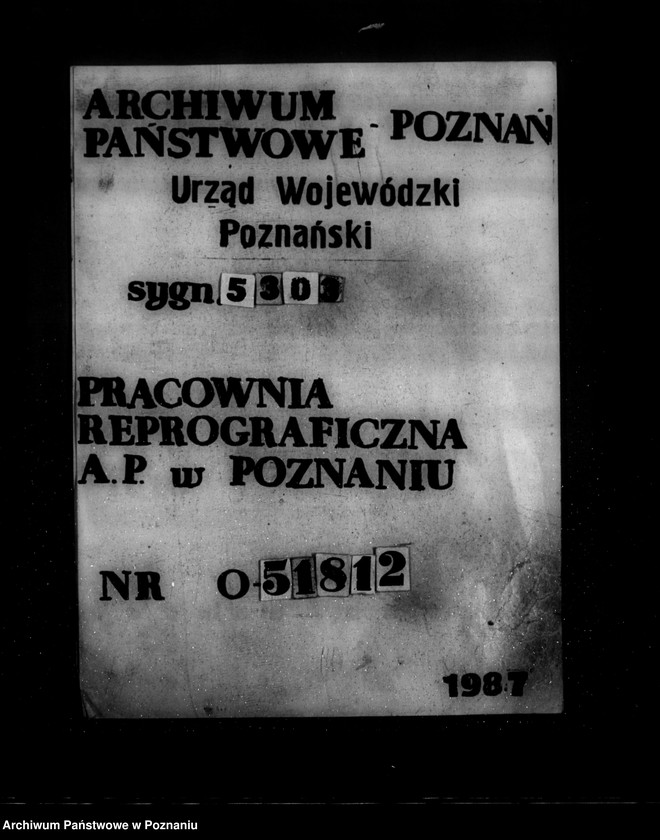 ARCHIWUM
PAŃSTWOWE - POZNAŃ
Urząd Wojewódzki
Poznański
sygn. 5303
PRACOWNIA
REPROGRAFICZNA
A.P. w POZNANIU
NR O-51812
1987
Archiwum Państwowe w Poznaniu